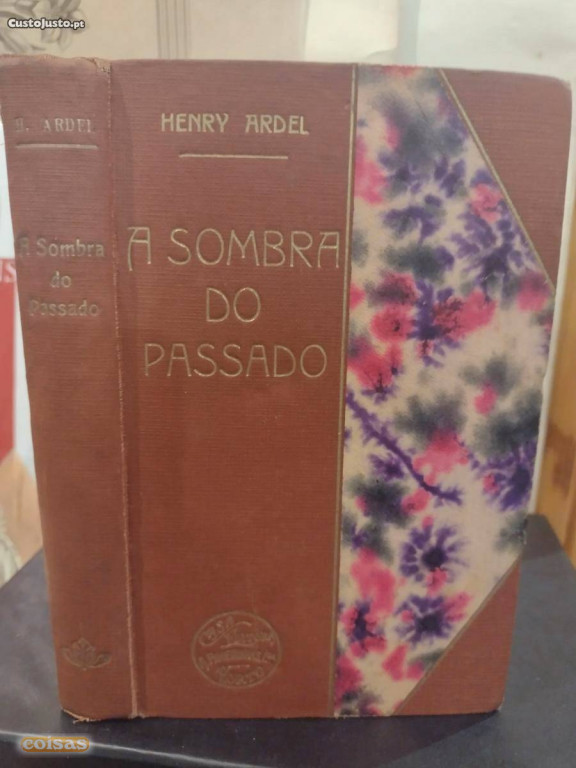 CustoJusto.pt
H. ARDEL
A Sombra
do
Passado
HENRY ARDEL
A SOMBRA
DO
PASSADO
coisas